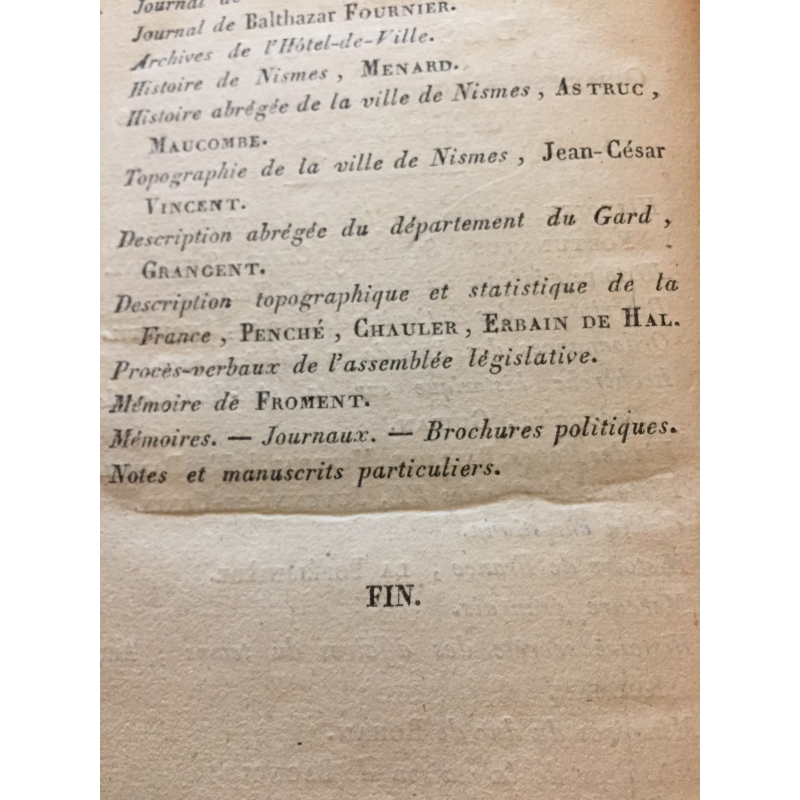 Journal de
Journal de Balthazar FOURNIER.
Archives de l'Hôtel-de-Ville.
Histoire de Nismes, MENARD.
Histoire abrégée de la ville de Nismes, ASTRUC,
MAUCOMBE.
Topographie de la ville de Nismes, Jean-César
VINCENT.
Description abrégée du département du Gard,
GRANGENT.
Description topographique et statistique de la
France, PENCHÉ, CHAULER, ERBAIN DE HAL.
Procès-verbaux de l'assemblée législative.
Mémoire de FROMENT.
Mémoires. — Journaux. — Brochures politiques.
Notes et manuscrits particuliers.
FIN.